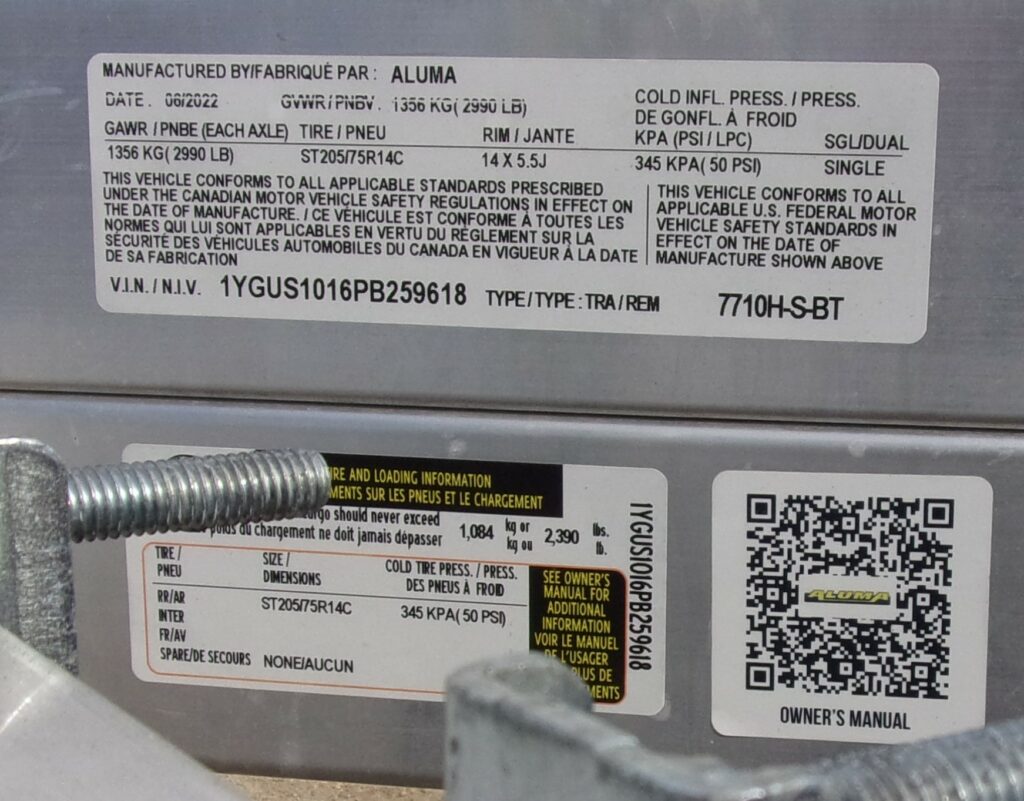 MANUFACTURED BY/FABRIQUÉ PAR : ALUMA
DATE. 06/2022 GVWR/PNBV. 1356 KG( 2990 LB)
COLD INFL. PRESS. / PRESS.
DE GONFL. À FROID
GAWR / PNBE (EACH AXLE) TIRE / PNEU RIM / JANTE KPA (PSI / LPC) SGL/DUAL
1356 KG( 2990 LB) ST205/75R14C 14 X 5.5J 345 KPA( 50 PSI) SINGLE
THIS VEHICLE CONFORMS TO ALL APPLICABLE STANDARDS PRESCRIBED
UNDER THE CANADIAN MOTOR VEHICLE SAFETY REGULATIONS IN EFFECT ON
THE DATE OF MANUFACTURE. / CE VÉHICULE EST CONFORME À TOUTES LES
NORMES QUI LUI SONT APPLICABLES EN VERTU DU RÈGLEMENT SUR LA
SÉCURITÉ DES VÉHICULES AUTOMOBILES DU CANADA EN VIGUEUR À LA DATE
DE SA FABRICATION
THIS VEHICLE CONFORMS TO ALL
APPLICABLE U.S. FEDERAL MOTOR
VEHICLE SAFETY STANDARDS IN
EFFECT ON THE DATE OF
MANUFACTURE SHOWN ABOVE
V.I.N. / N.I.V. 1YGUS1016PB259618 TYPE/TYPE : TRA/REM 7710H-S-BT
IRE AND LOADING INFORMATION
MENTS SUR LES PNEUS ET LE CHARGEMENT
argo should never exceed 1,084 kg or 2,390 lbs.
poids du chargement ne doit jamais dépasser kg ou lb.
TIRE / SIZE / COLD TIRE PRESS. / PRESS.
PNEU DIMENSIONS DES PNEUS À FROID
RR/AR ST205/75R14C 345 KPA( 50 PSI)
INTER
FR/AV
SPARE/DE SECOURS NONE/AUCUN
SEE OWNER'S
MANUAL FOR
ADDITIONAL
INFORMATION
VOIR LE MANUEL
DE L'USAGER
PLUS DE
MENTS
1YGUS1016PB259618
ALUMA
OWNER'S MANUAL